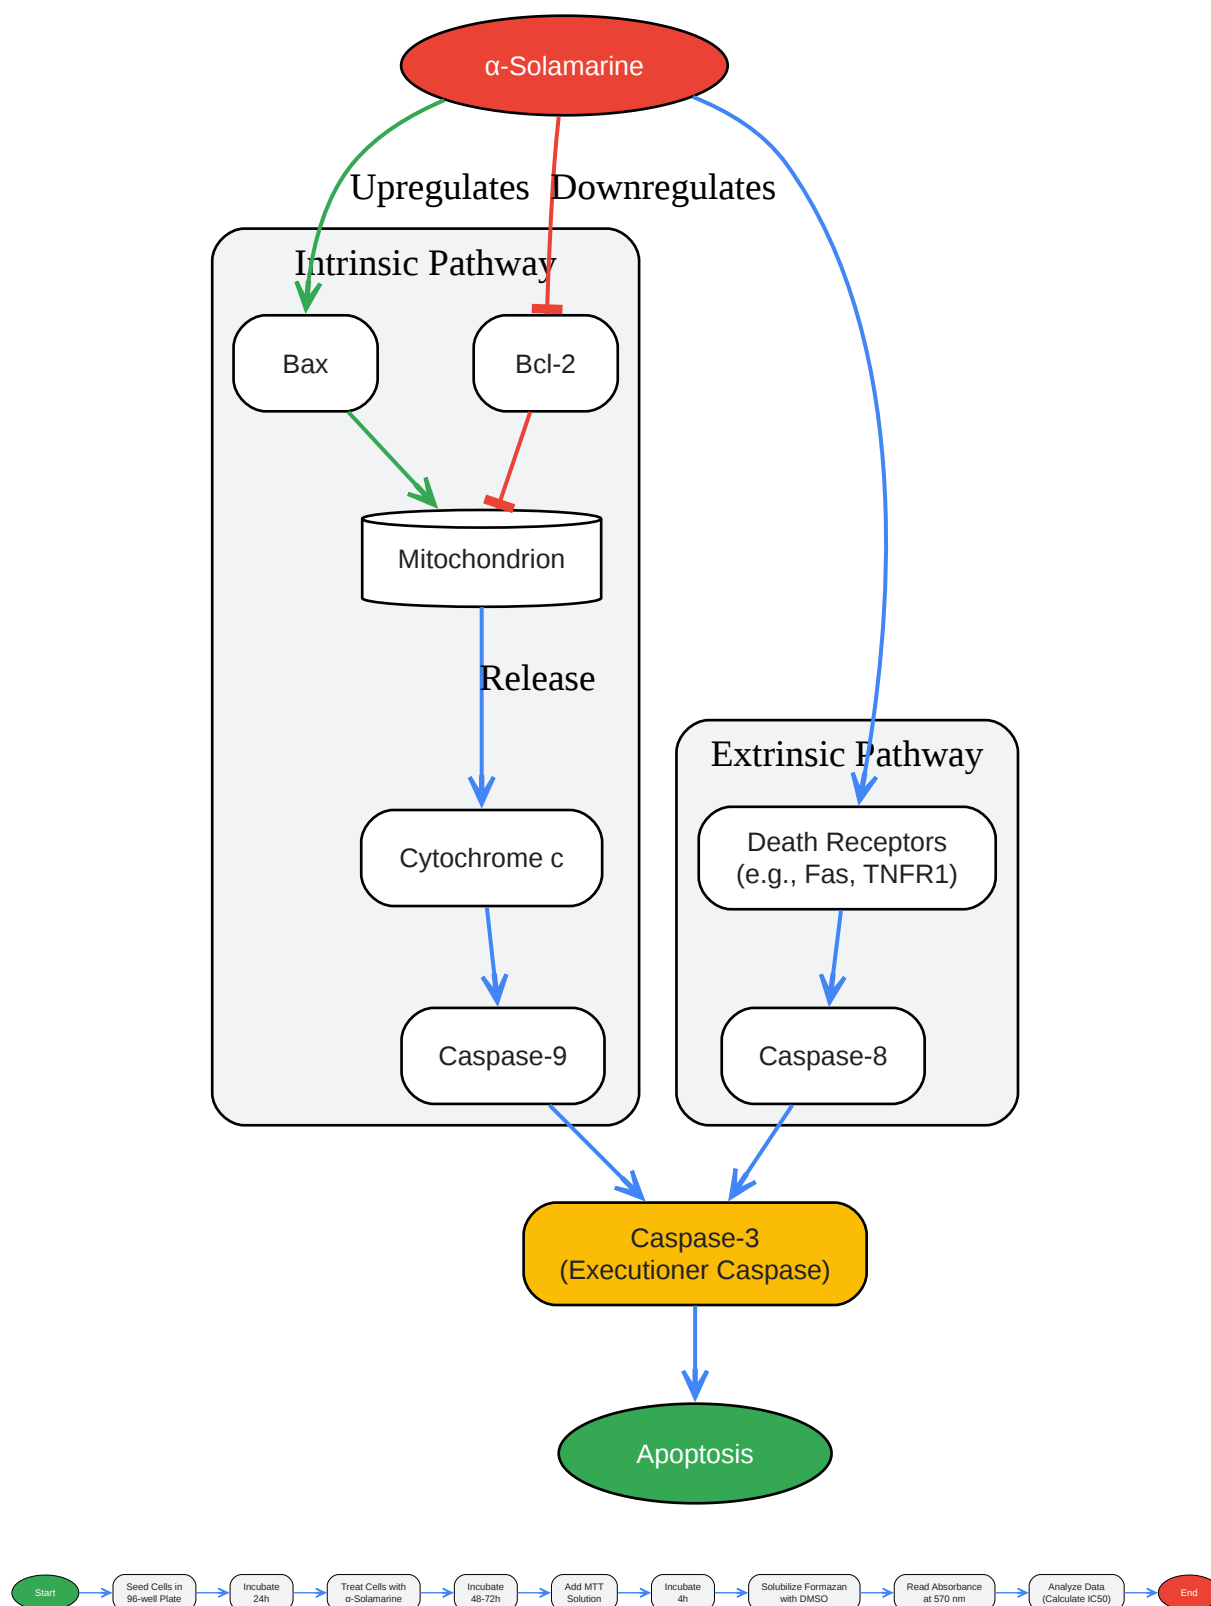 α-Solamarine
Upregulates
Downregulates
Intrinsic Pathway
Bax
Bcl-2
Mitochondrion
Release
Extrinsic Pathway
Cytochrome c
Death Receptors
(e.g., Fas, TNFR1)
Caspase-9
Caspase-8
Caspase-3
(Executioner Caspase)
Apoptosis
Start
Seed Cells in
96-well Plate
Incubate
24h
Treat Cells with
α-Solamarine
Incubate
48-72h
Add MTT
Solution
Incubate
4h
Solubilize Formazan
with DMSO
Read Absorbance
at 570 nm
Analyze Data
(Calculate IC50)
End